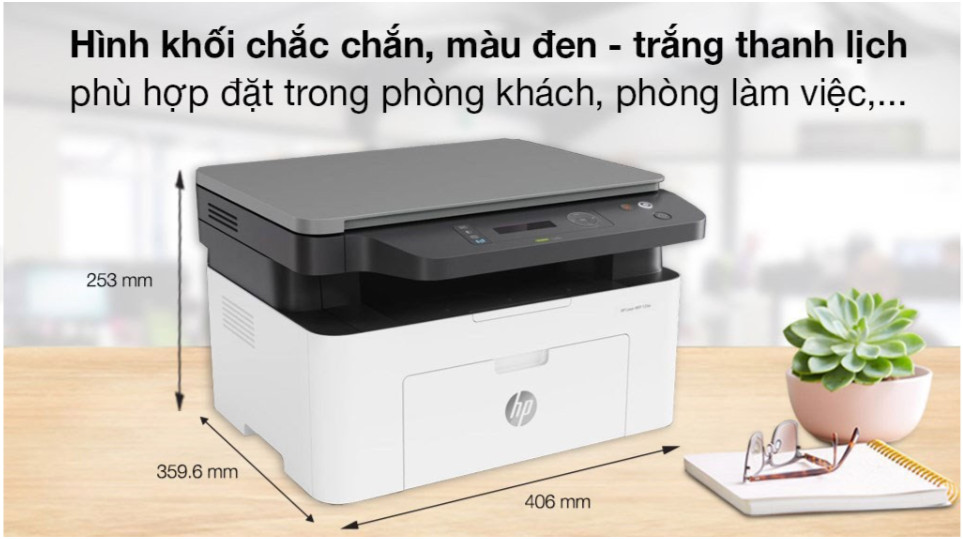 Hình khối chắc chắn, màu đen - trắng thanh lịch
phù hợp đặt trong phòng khách, phòng làm việc,...
253 mm
hp
359.6 mm
406 mm